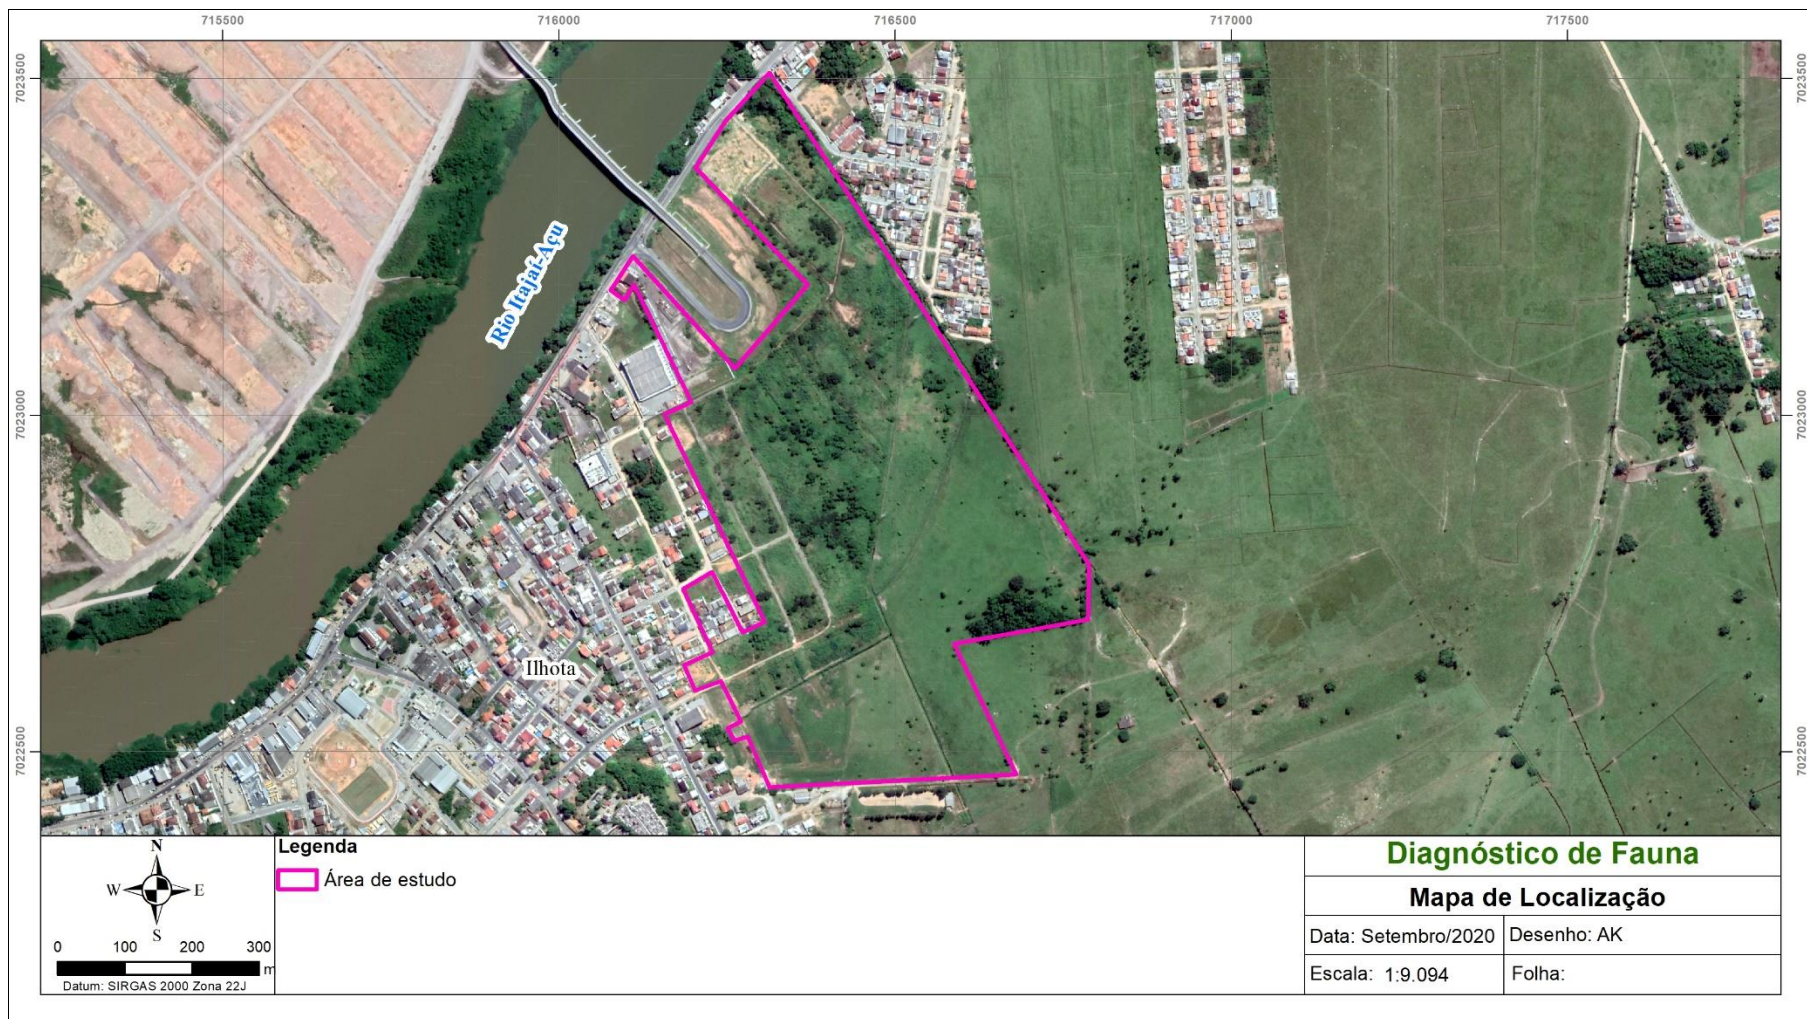 715500 716000 716500 717000 717500
7023500 7023500
Rio Itajaí-Açu
7023000 7023000
Ilhota
7022500 7022500
N
W E
S
0 100 200 300
m
Datum: SIRGAS 2000 Zona 22J
Legenda
Área de estudo
Diagnóstico de Fauna
Mapa de Localização
Data: Setembro/2020 Desenho: AK
Escala: 1:9.094 Folha: